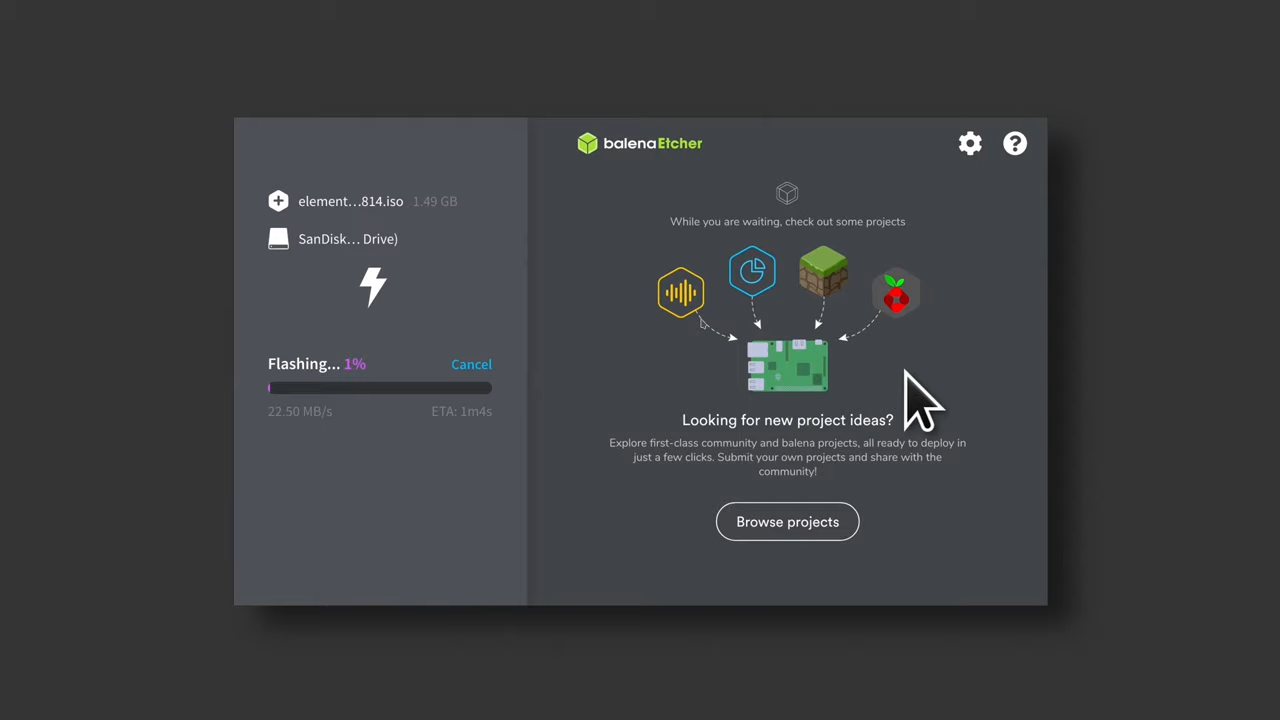 balenaEtcher
element...814.iso 1.49 GB
SanDisk... Drive)
Flashing... 1% Cancel
22.50 MB/s ETA: 1m4s
While you are waiting, check out some projects
Looking for new project ideas?
Explore first-class community and balena projects, all ready to deploy in
just a few clicks. Submit your own projects and share with the
community!
Browse projects